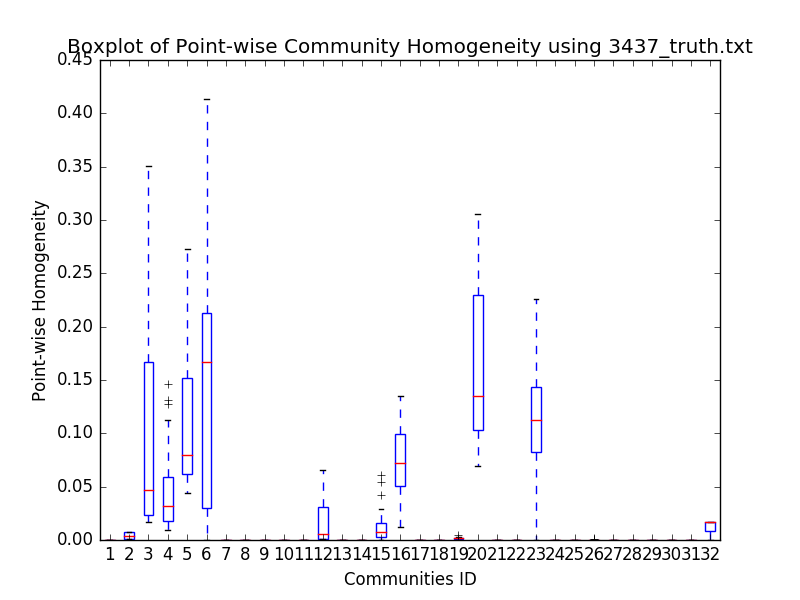 Boxplot of Point-wise Community Homogeneity using 3437_truth.txt
0.45
0.40
0.35
0.30
0.25
0.20
0.15
0.10
0.05
0.00
Point-wise Homogeneity
1 2 3 4 5 6 7 8 9 10 11 12 13 14 15 16 17 18 19 20 21 22 23 24 25 26 27 28 29 30 31 32
Communities ID